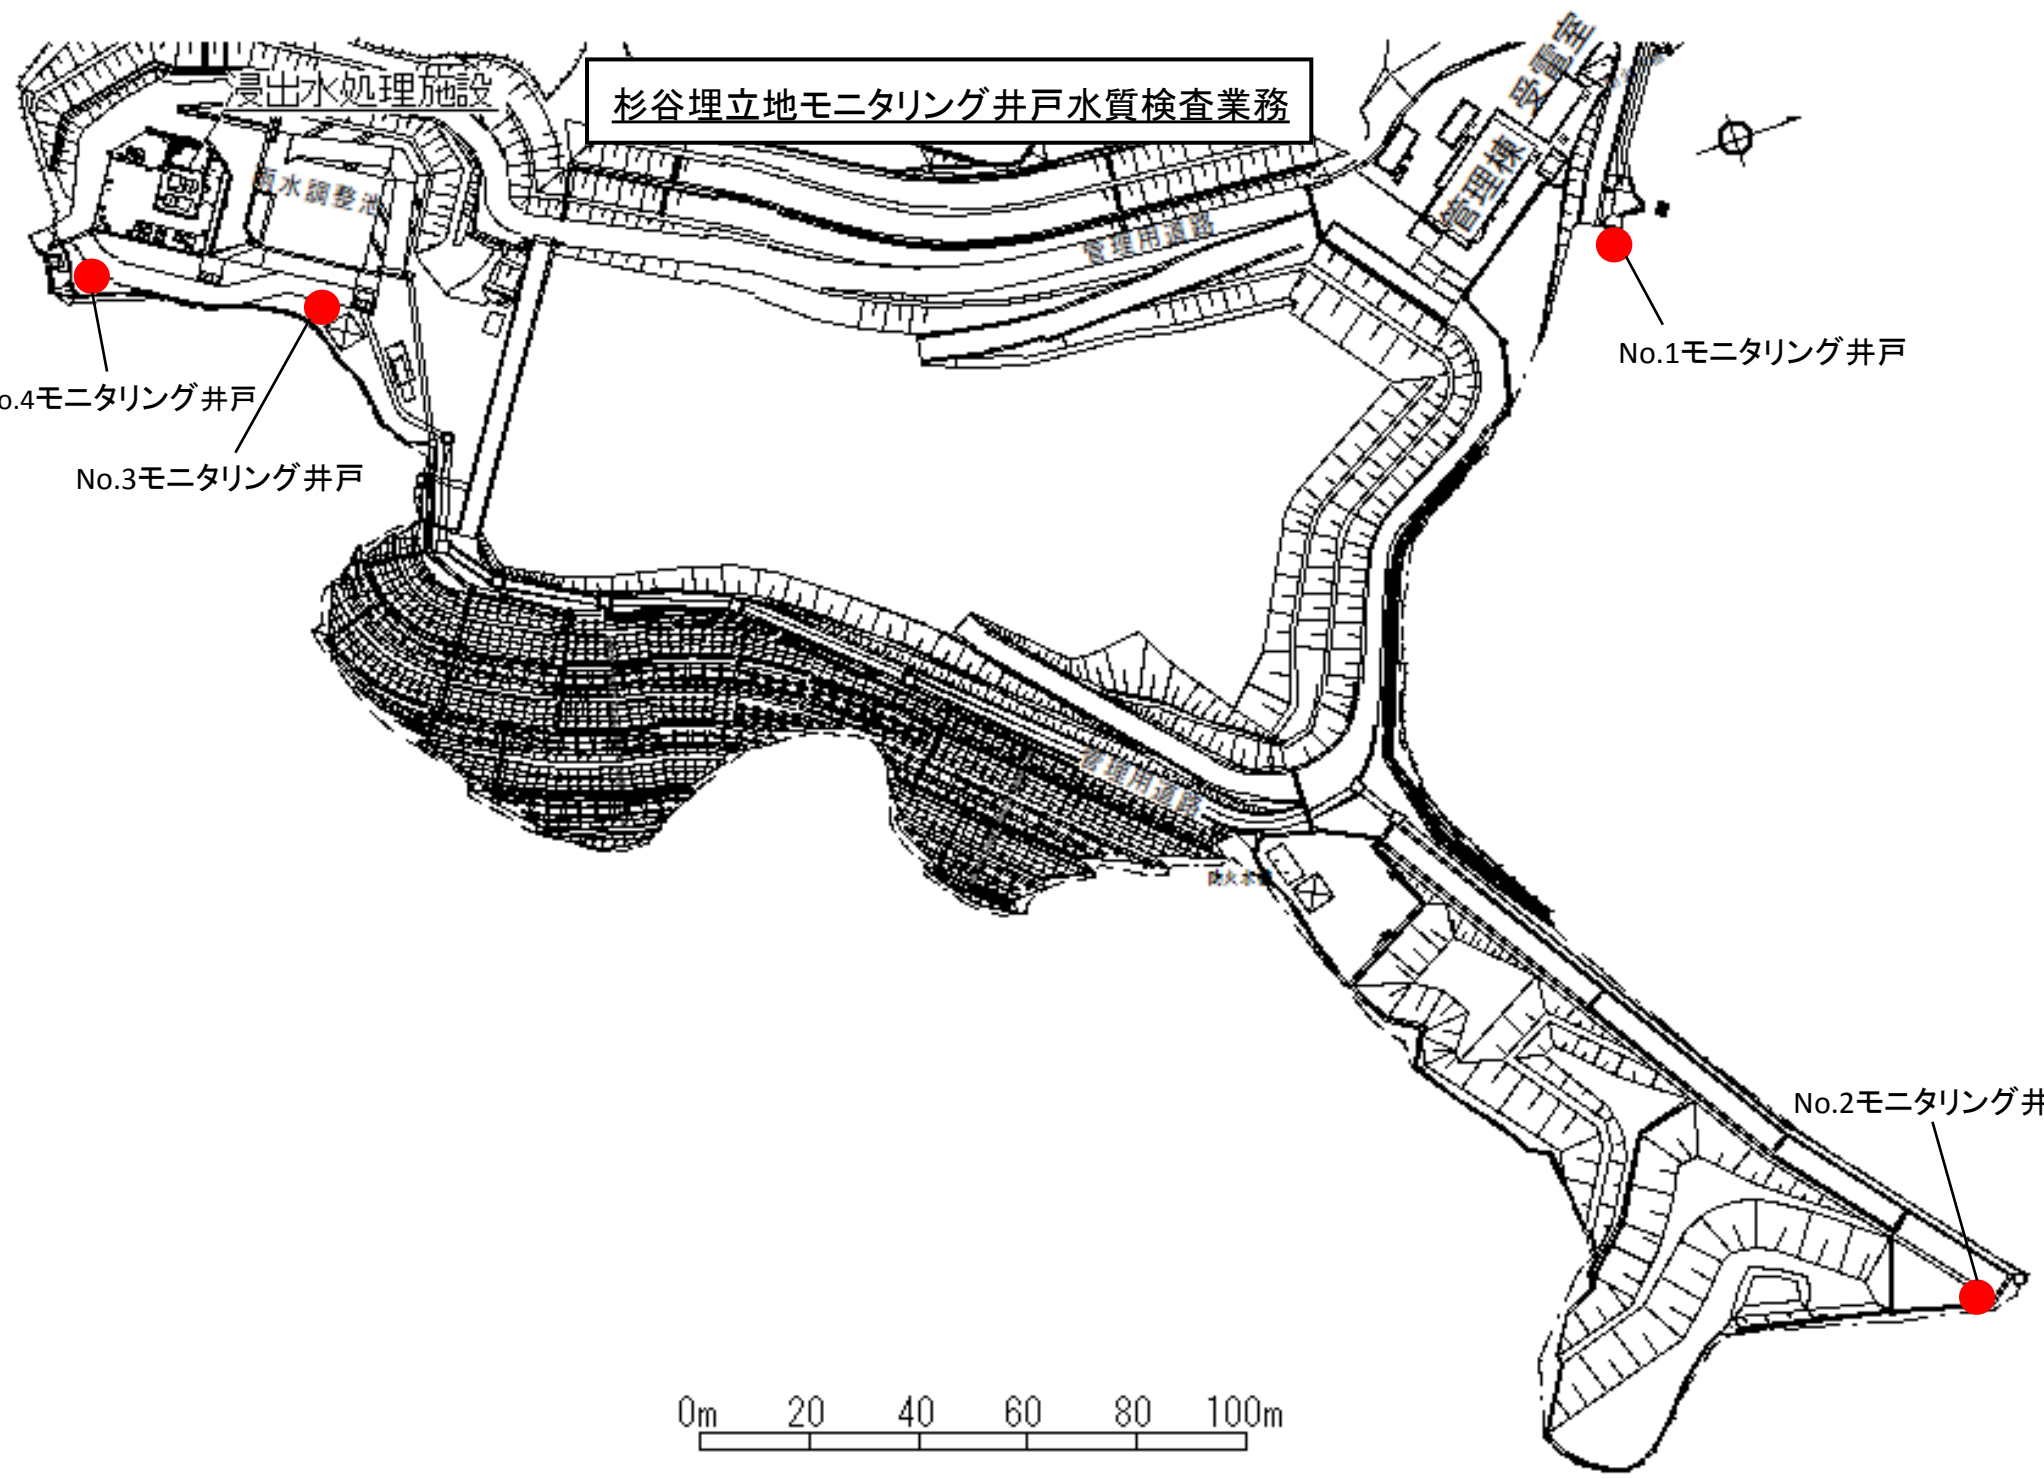 浸出水処理施設
杉谷埋立地モニタリング井戸水質検査業務
受電室
管理棟
雨水調整池
管理用道路
No.1モニタリング井戸
o.4モニタリング井戸
No.3モニタリング井戸
管理用道路
防火水槽
No.2モニタリング井
0m 20 40 60 80 100m